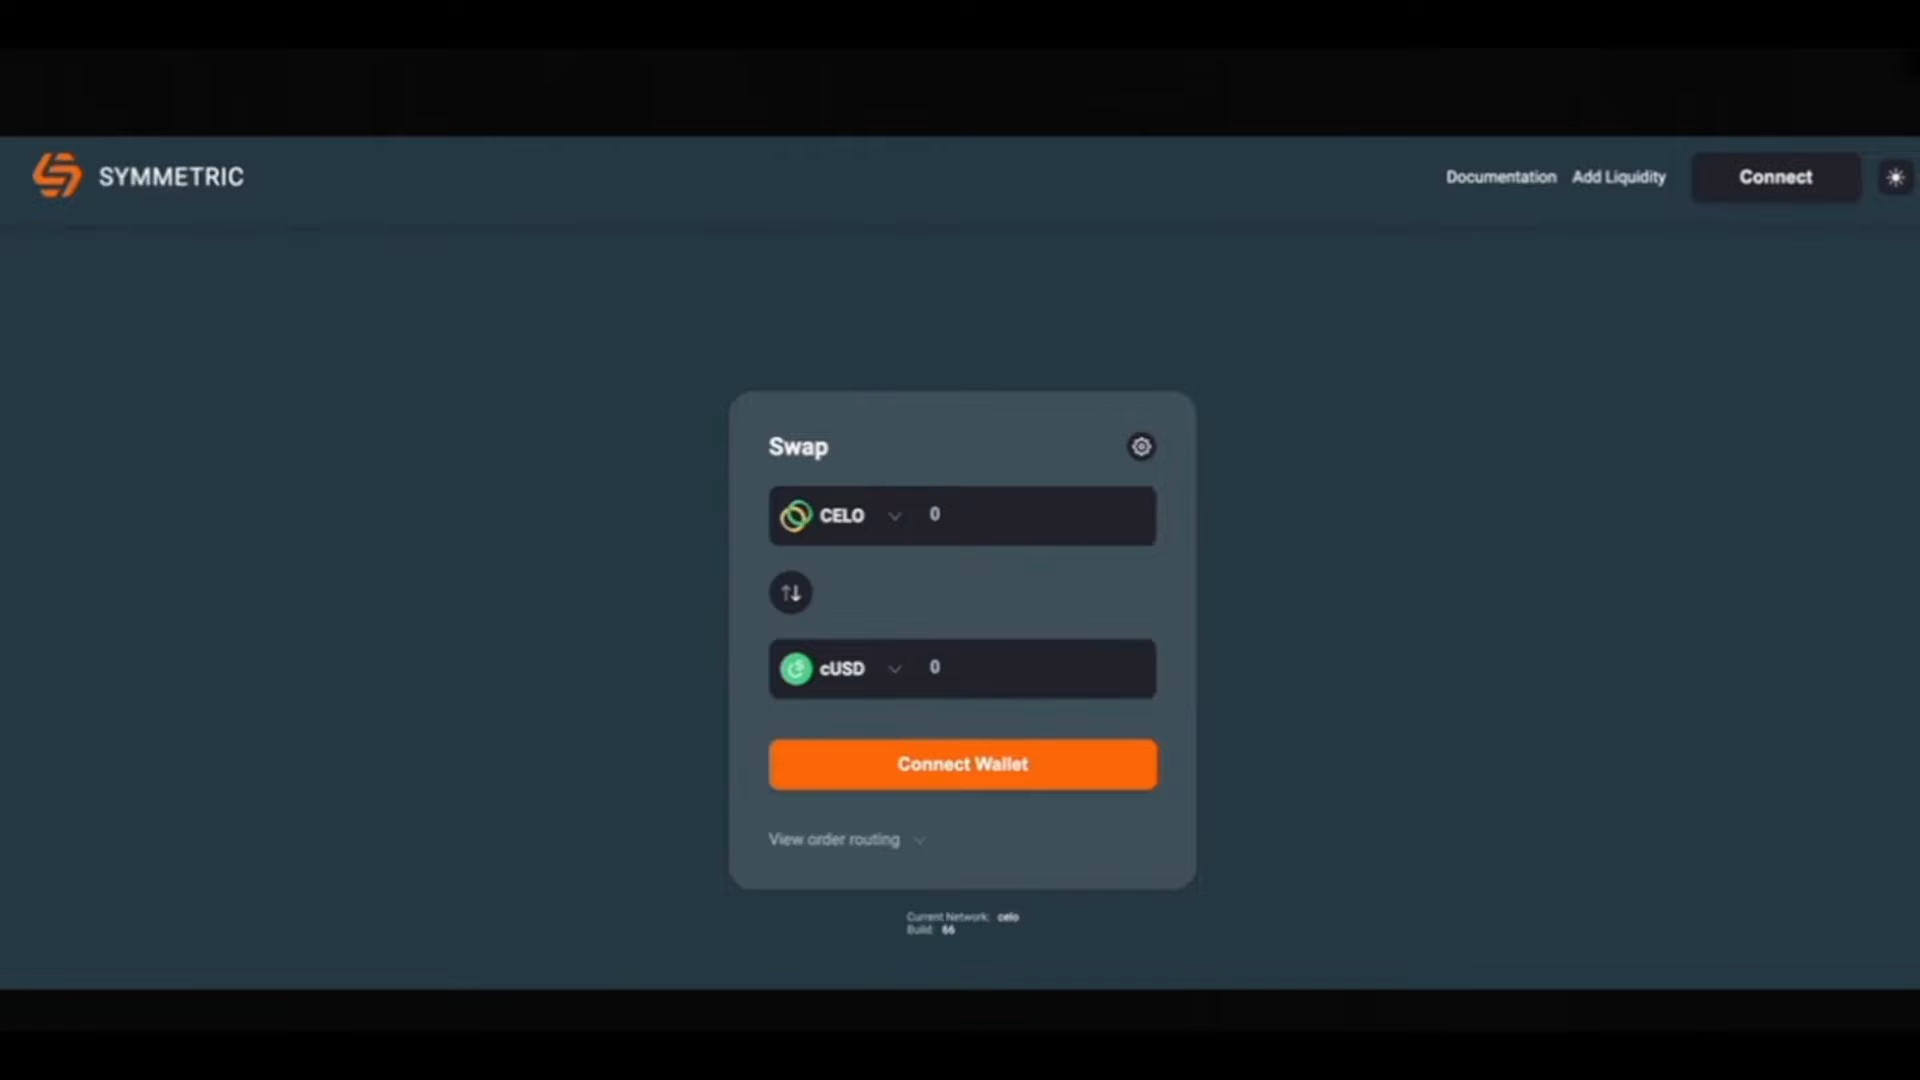 SYMMETRIC
Documentation Add Liquidity Connect
Swap
CELO 0
cUSD 0
Connect Wallet
View order routing
Current Network: celo
Build: 66